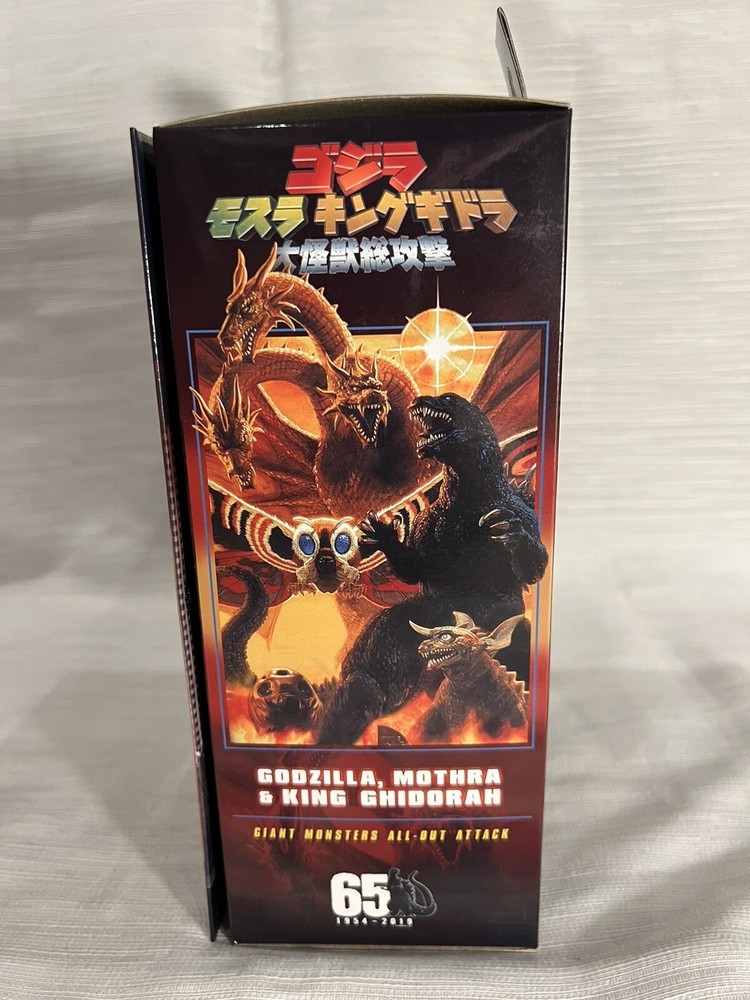 ゴジラ
モスラ キングギドラ
大怪獣総攻撃
GODZILLA, MOTHRA
& KING GHIDORAH
GIANT MONSTERS ALL-OUT ATTACK
65
1954-2019